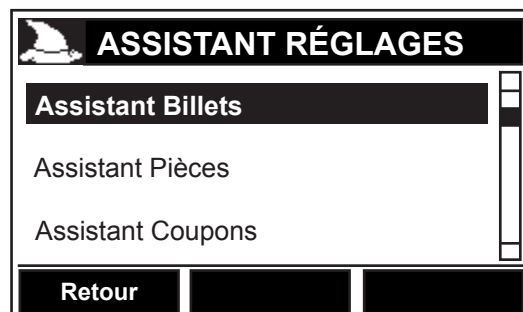 ASSISTANT RÉGLAGES
Assistant Billets
Assistant Pièces
Assistant Coupons
Retour